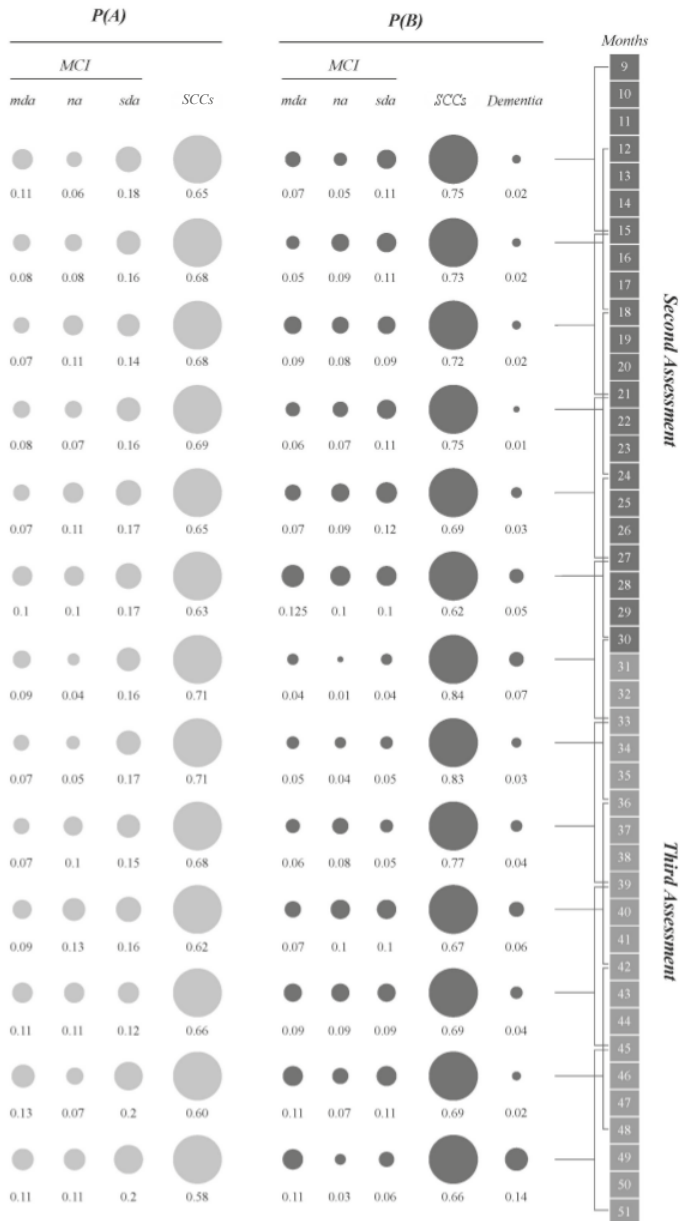 P(A) P(B)
Months
MCI MCI
mda na sda SCCs mda na sda SCCs Dementia
9
10
11
12
0.11 0.06 0.18 0.65 0.07 0.05 0.11 0.75 0.02
13
14
15
16
0.08 0.08 0.16 0.68 0.05 0.09 0.11 0.73 0.02
17
18
19
0.07 0.11 0.14 0.68 0.09 0.08 0.09 0.72 0.02
20
21
22
0.08 0.07 0.16 0.69 0.06 0.07 0.11 0.75 0.01
23
24
25
0.07 0.11 0.17 0.65 0.07 0.09 0.12 0.69 0.03
26
27
28
0.1 0.1 0.17 0.63 0.125 0.1 0.1 0.62 0.05
29
30
31
0.09 0.04 0.16 0.71 0.04 0.01 0.04 0.84 0.07
32
33
34
0.07 0.05 0.17 0.71 0.05 0.04 0.05 0.83 0.03
35
36
37
0.07 0.1 0.15 0.68 0.06 0.08 0.05 0.77 0.04
38
39
40
0.09 0.13 0.16 0.62 0.07 0.1 0.1 0.67 0.06
41
42
43
0.11 0.11 0.12 0.66 0.09 0.09 0.09 0.69 0.04
44
45
46
0.13 0.07 0.2 0.60 0.11 0.07 0.11 0.69 0.02
47
48
49
50
0.11 0.11 0.2 0.58 0.11 0.03 0.06 0.66 0.14
51
Second Assessment
Third Assessment